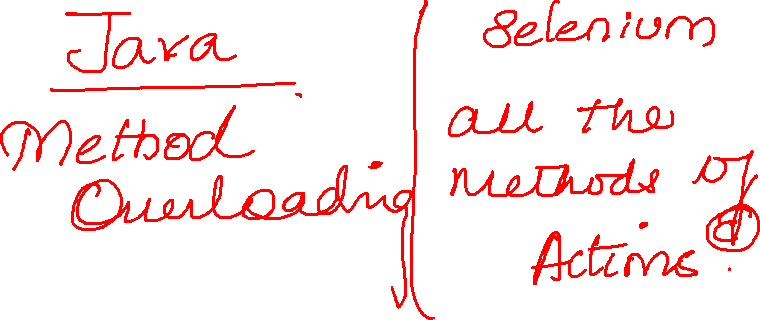 Java
Method
Overloading
Selenium
all the
methods of
Actions.